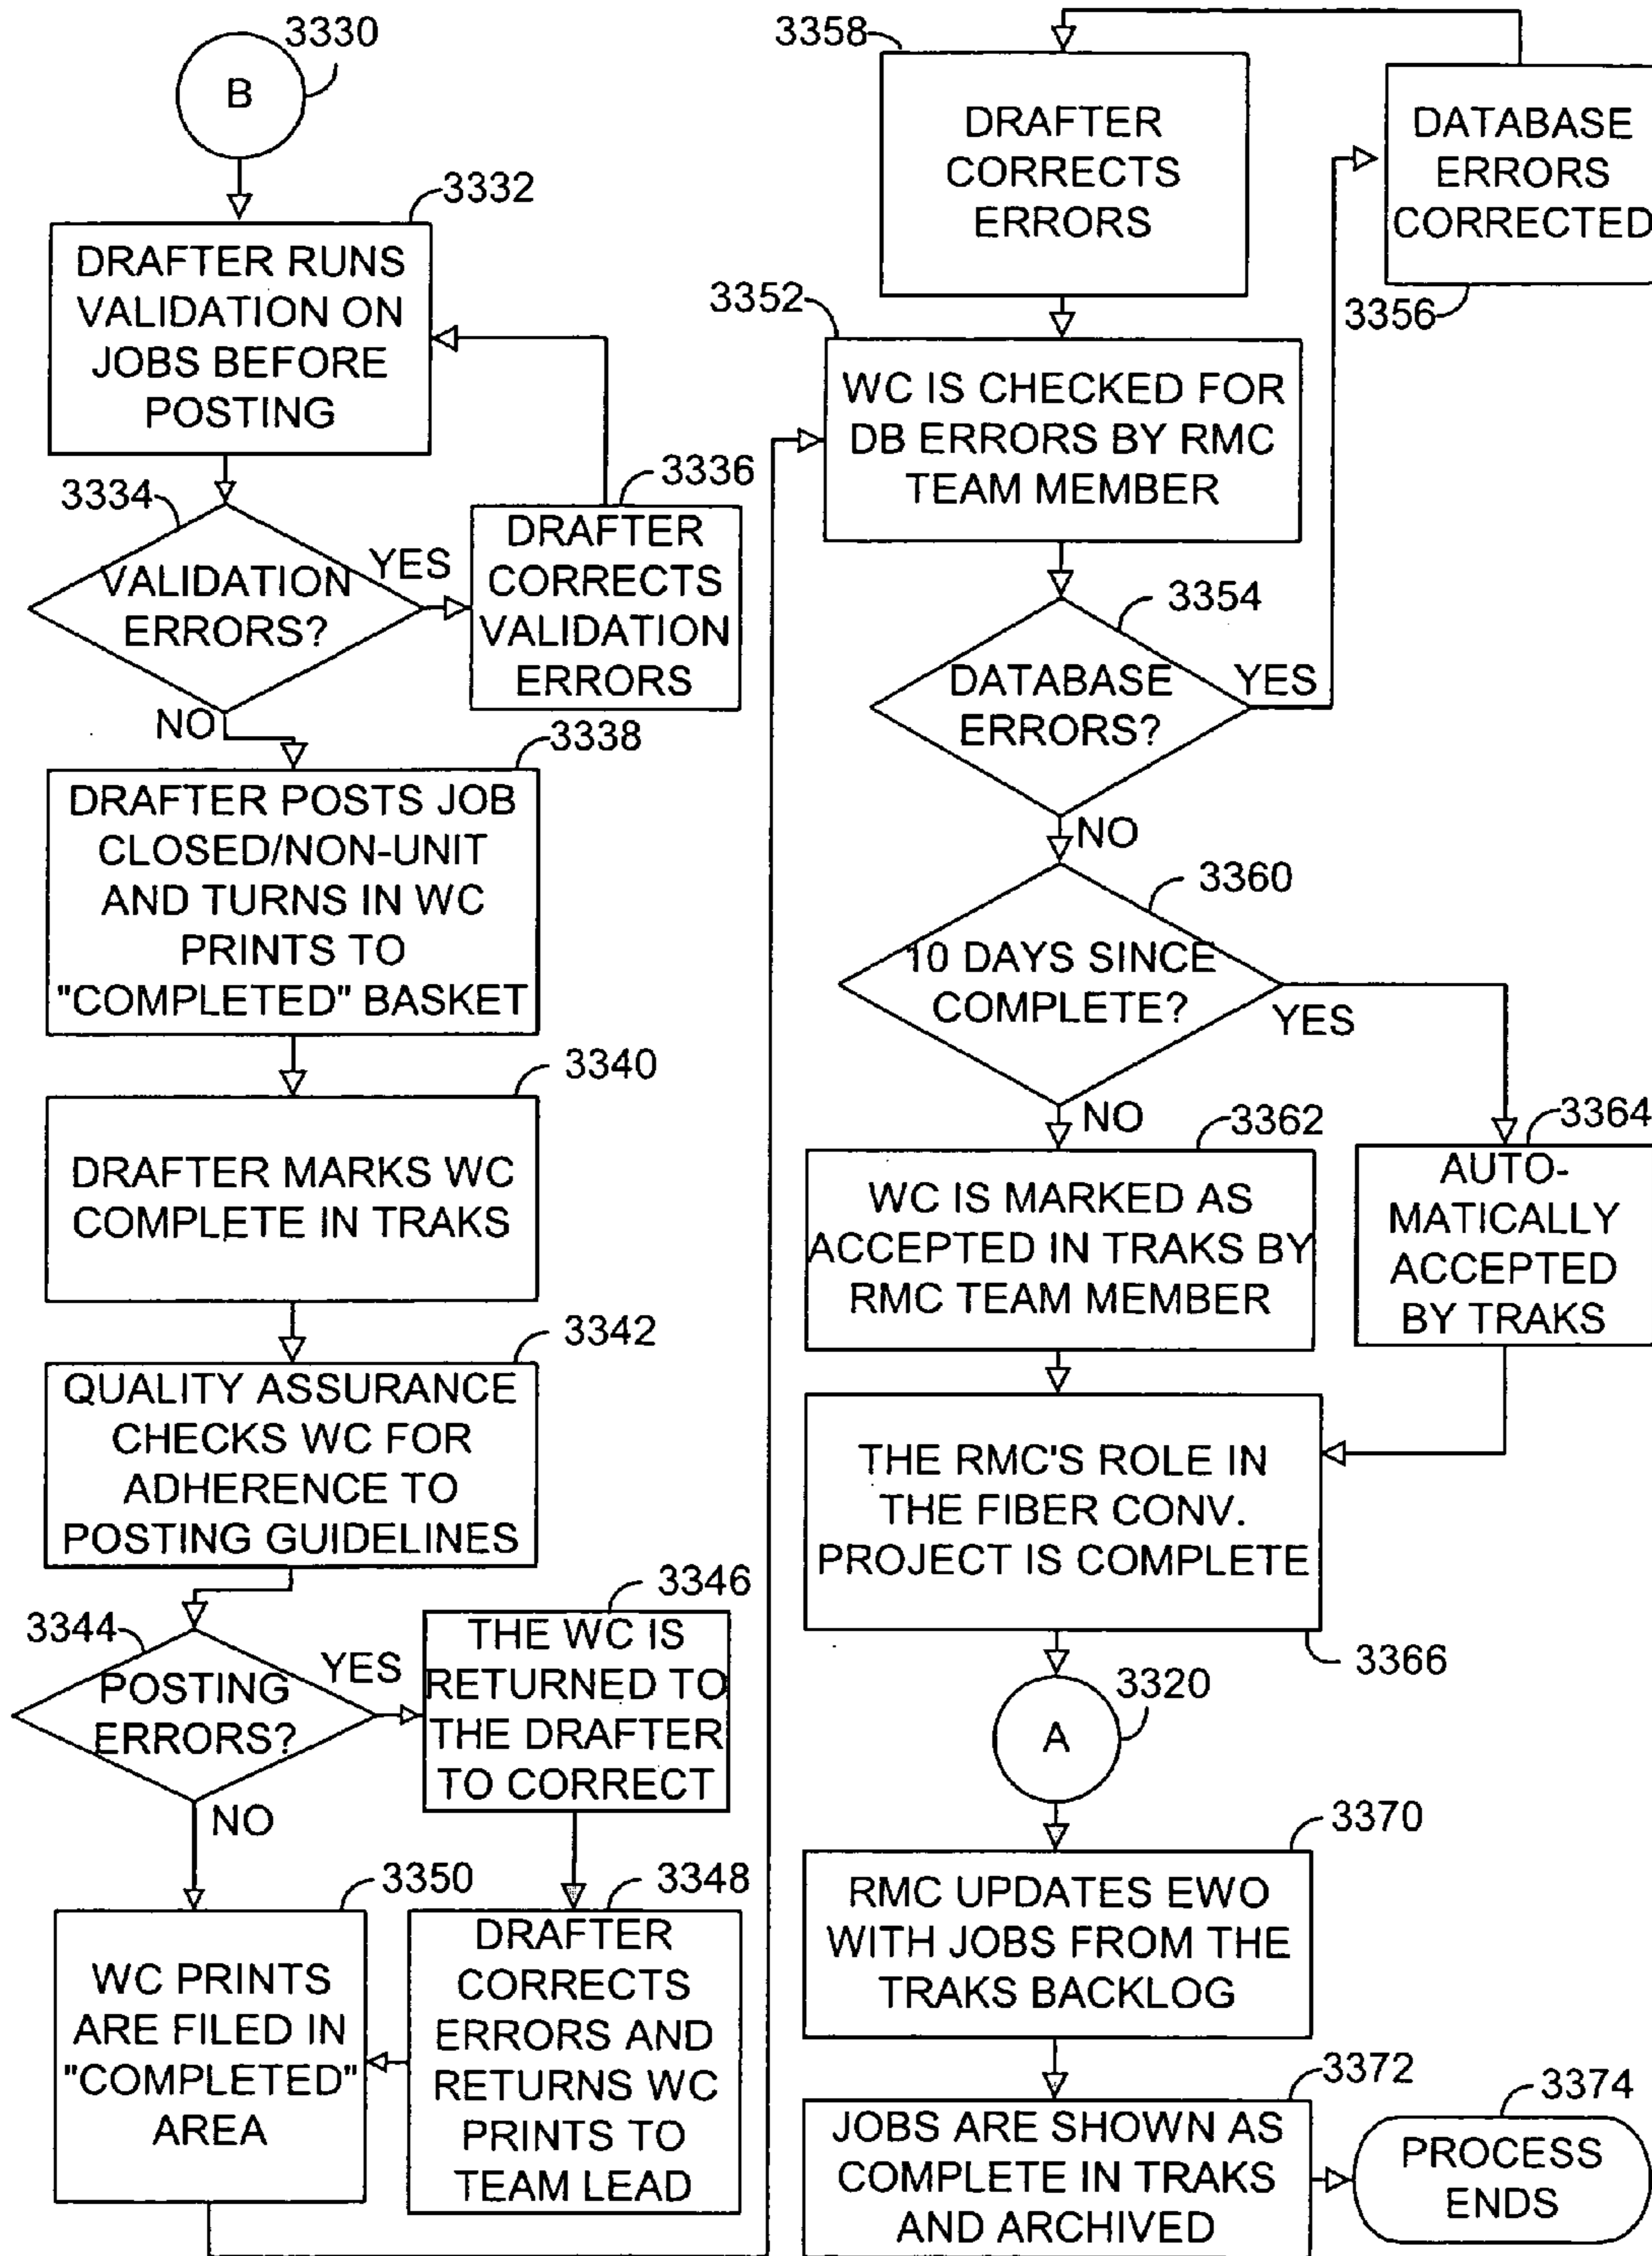 3330
B
3332
DRAFTER RUNS
VALIDATION ON
JOBS BEFORE
POSTING
3334
VALIDATION
ERRORS?
YES
NO
3336
DRAFTER
CORRECTS
VALIDATION
ERRORS
3338
DRAFTER POSTS JOB
CLOSED/NON-UNIT
AND TURNS IN WC
PRINTS TO
"COMPLETED" BASKET
3340
DRAFTER MARKS WC
COMPLETE IN TRAKS
3342
QUALITY ASSURANCE
CHECKS WC FOR
ADHERENCE TO
POSTING GUIDELINES
3344
POSTING
ERRORS?
YES
NO
3346
THE WC IS
RETURNED TO
THE DRAFTER
TO CORRECT
3348
DRAFTER
CORRECTS
ERRORS AND
RETURNS WC
PRINTS TO
TEAM LEAD
3350
WC PRINTS
ARE FILED IN
"COMPLETED"
AREA
3358
DRAFTER
CORRECTS
ERRORS
DATABASE
ERRORS
CORRECTED
3356
3352
WC IS CHECKED FOR
DB ERRORS BY RMC
TEAM MEMBER
3354
DATABASE
ERRORS?
YES
NO
3360
10 DAYS SINCE
COMPLETE?
YES
NO
3362
WC IS MARKED AS
ACCEPTED IN TRAKS BY
RMC TEAM MEMBER
3364
AUTO-
MATICALLY
ACCEPTED
BY TRAKS
THE RMC'S ROLE IN
THE FIBER CONV.
PROJECT IS COMPLETE
3366
3320
A
3370
RMC UPDATES EWO
WITH JOBS FROM THE
TRAKS BACKLOG
3372
JOBS ARE SHOWN AS
COMPLETE IN TRAKS
AND ARCHIVED
3374
PROCESS
ENDS